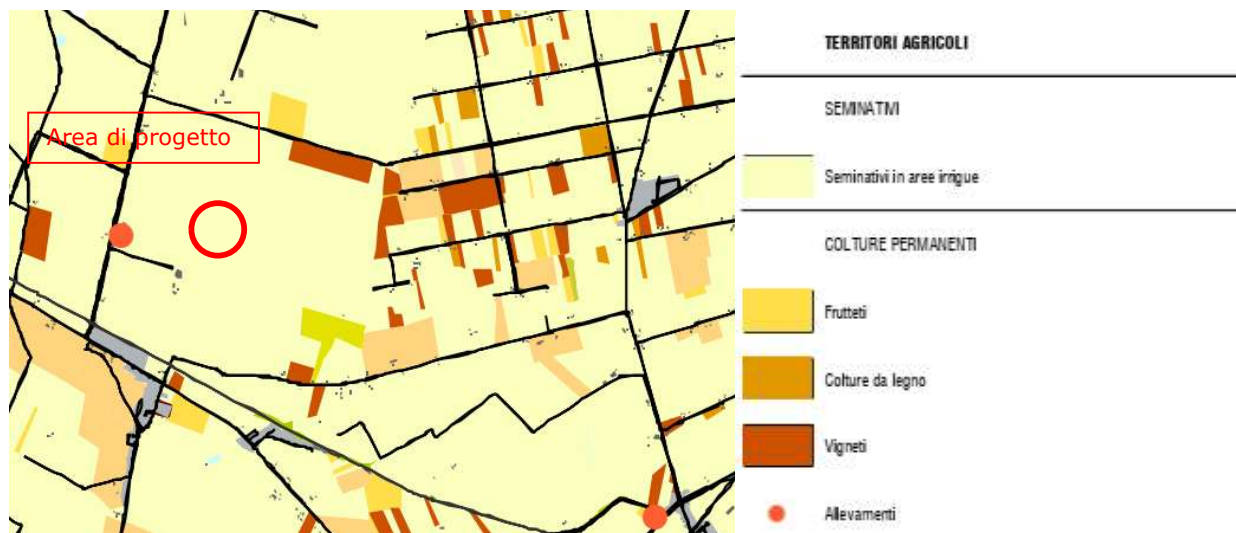 Area di progetto
TERRITORI AGRICOLI
SEMINATIVI
Seminativi in aree irrigue
COLTURE PERMANENTI
Frutteti
Colture da legno
Vigneti
Allevamenti